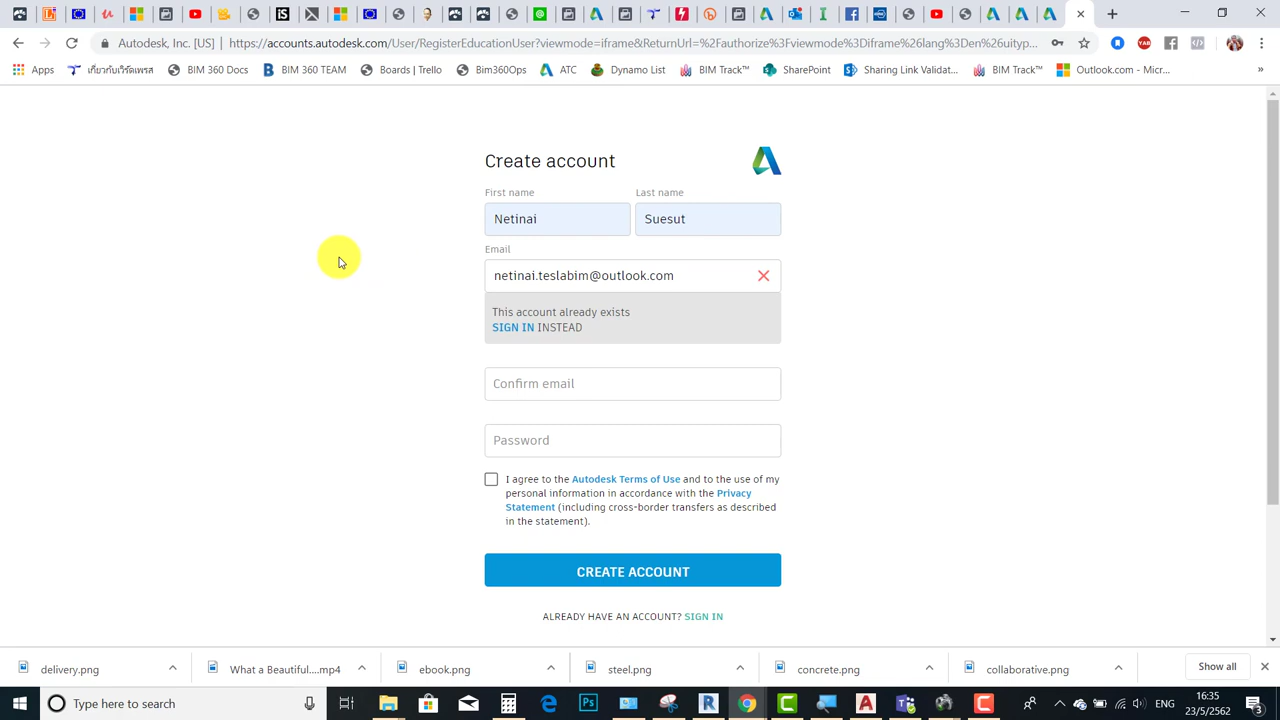 Autodesk, Inc. [US] | https://accounts.autodesk.com/User/RegisterEducationUser?viewmode=iframe&ReturnUrl=%2Fauthorize%3Fviewmode%3Diframe%26lang%3Den%26uityp...
Apps เกี่ยวกับเวิร์ดเพรส BIM 360 Docs BIM 360 TEAM Boards | Trello Bim360Ops ATC Dynamo List BIM Track™ SharePoint Sharing Link Validat... BIM Track™ Outlook.com - Micr... »
Create account
First name Last name
Netinai Suesut
Email
netinai.teslabim@outlook.com
This account already exists
SIGN IN INSTEAD
Confirm email
Password
I agree to the Autodesk Terms of Use and to the use of my
personal information in accordance with the Privacy
Statement (including cross-border transfers as described
in the statement).
CREATE ACCOUNT
ALREADY HAVE AN ACCOUNT? SIGN IN
delivery.png What a Beautiful....mp4 ebook.png steel.png concrete.png collaborative.png Show all
Type here to search
ENG
16:35
23/5/2562
3